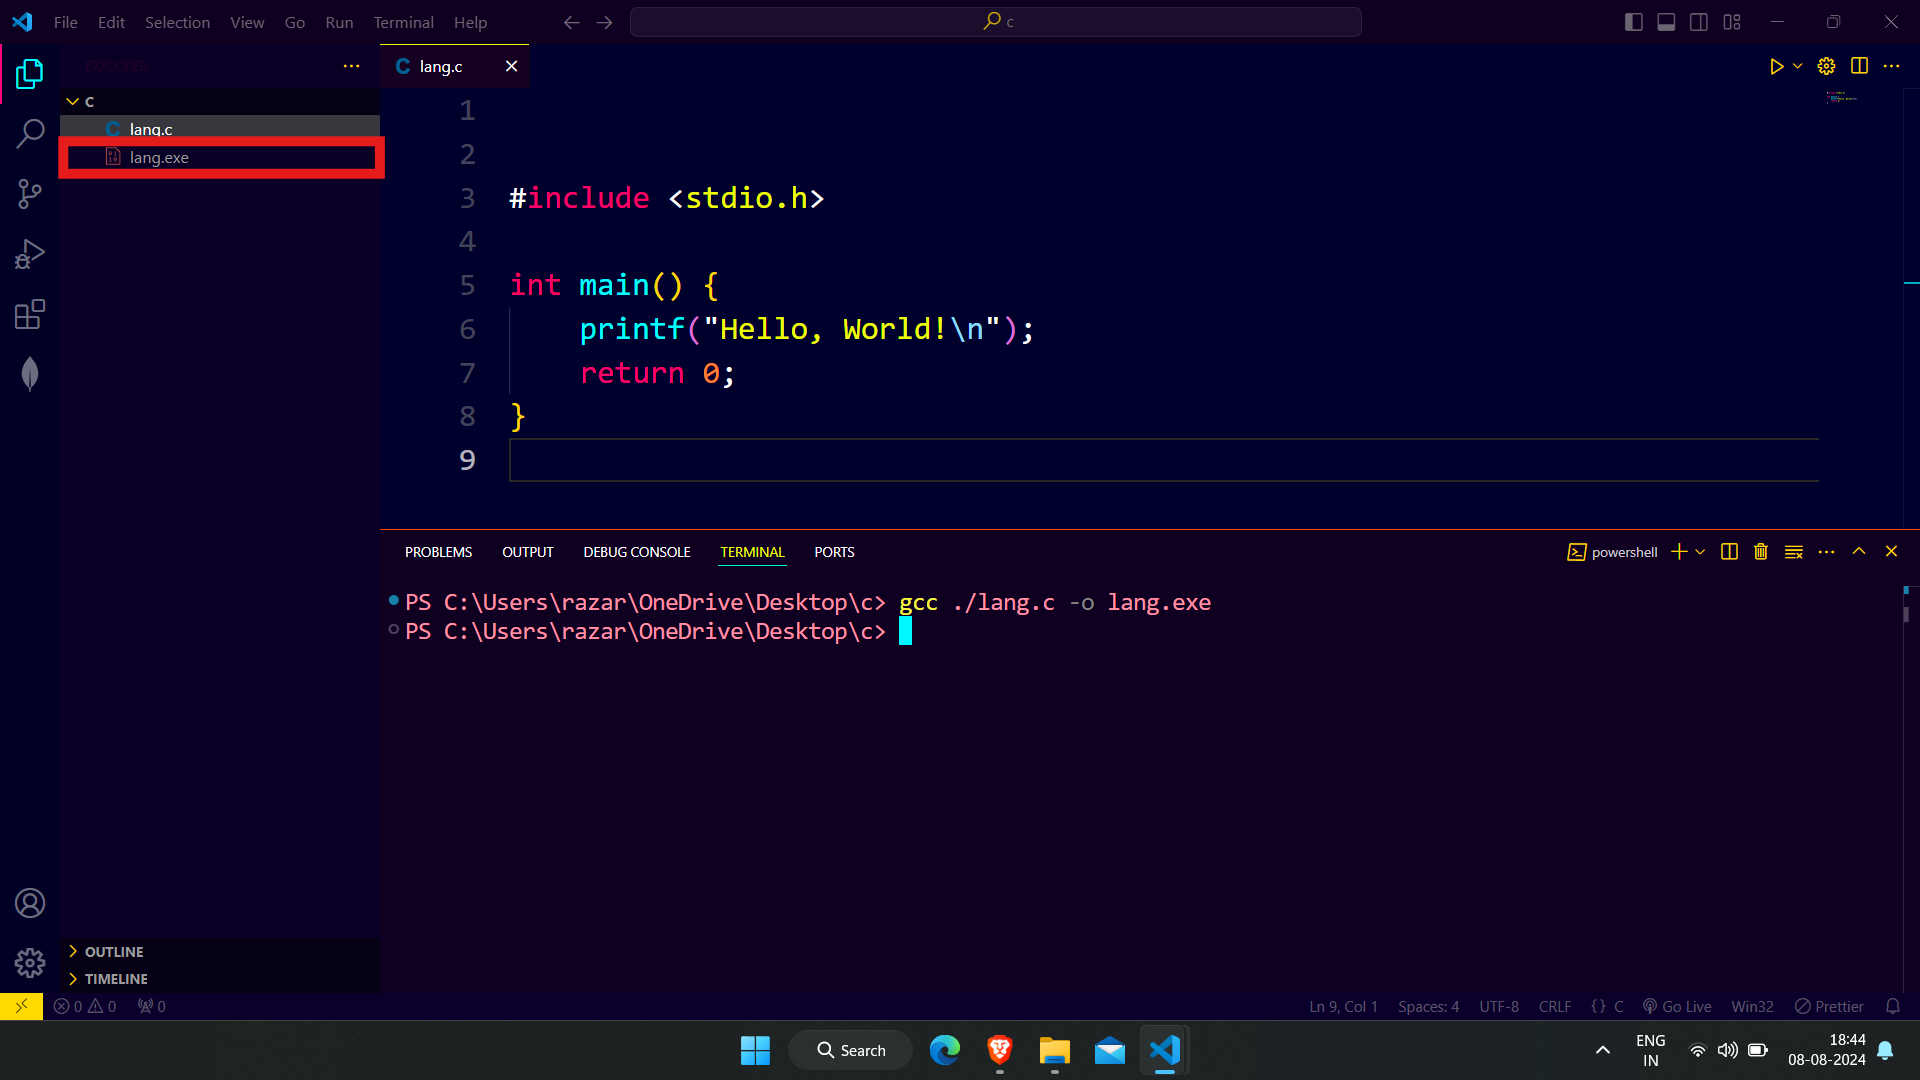 File Edit Selection View Go Run Terminal Help
c
EXPLORER
lang.c
C
lang.c
lang.exe
1
2
3 #include <stdio.h>
4
5 int main() {
6 printf("Hello, World!\n");
7 return 0;
8 }
9
PROBLEMS OUTPUT DEBUG CONSOLE TERMINAL PORTS
powershell
PS C:\Users\razar\OneDrive\Desktop\c> gcc ./lang.c -o lang.exe
PS C:\Users\razar\OneDrive\Desktop\c>
OUTLINE
TIMELINE
0 0 0 Ln 9, Col 1 Spaces: 4 UTF-8 CRLF {} C Go Live Win32 Prettier
Search
ENG
IN
18:44
08-08-2024